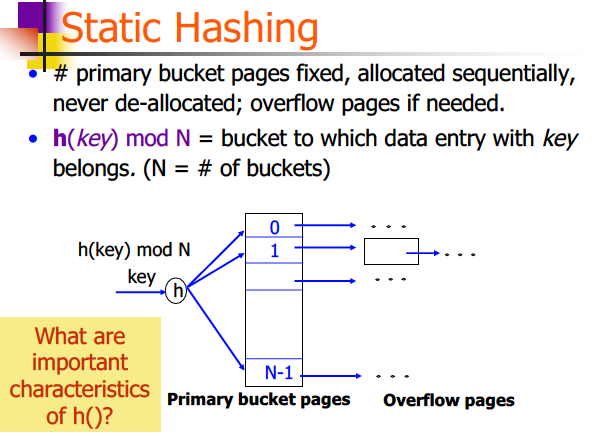 Static Hashing
• # primary bucket pages fixed, allocated sequentially,
never de-allocated; overflow pages if needed.
• h(key) mod N = bucket to which data entry with key
belongs. (N = # of buckets)
h(key) mod N
key
h
0
1
N-1
. . .
. . .
. . .
. . .
Primary bucket pages
Overflow pages
What are
important
characteristics
of h()?